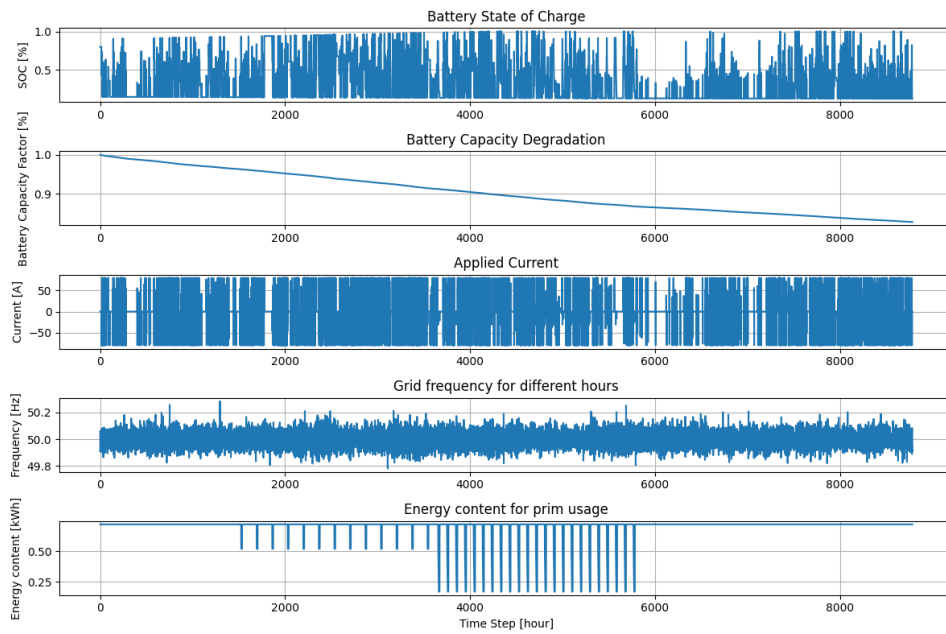 Battery State of Charge
SOC [%]
1.0
0.5
0 2000 4000 6000 8000
Battery Capacity Degradation
Battery Capacity Factor [%]
1.0
0.9
0 2000 4000 6000 8000
Applied Current
Current [A]
50
0
−50
0 2000 4000 6000 8000
Grid frequency for different hours
Frequency [Hz]
50.2
50.0
49.8
0 2000 4000 6000 8000
Energy content for prim usage
Energy content [kWh]
0.50
0.25
0 2000 4000 6000 8000
Time Step [hour]